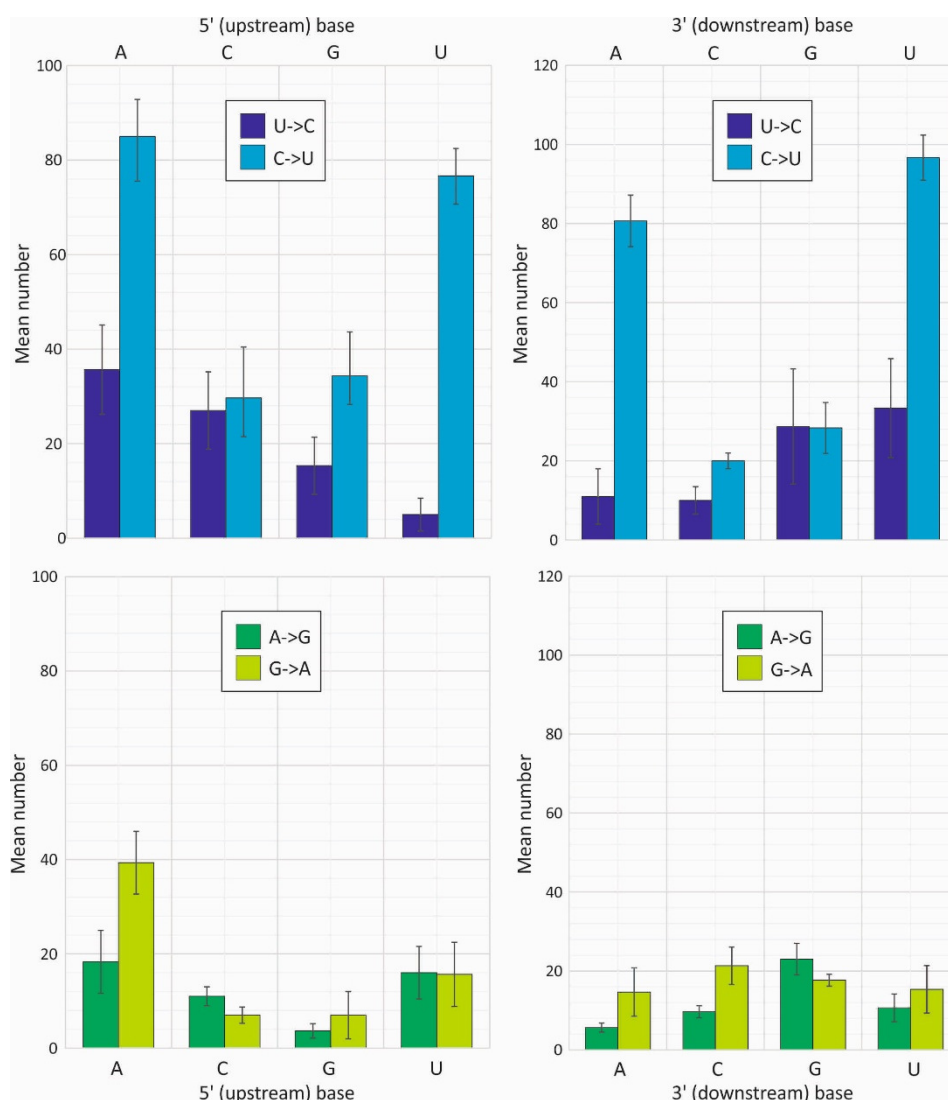 5' (upstream) base
3' (downstream) base
A C G U
A C G U
100
80
60
40
20
0
Mean number
U->C
C->U
120
100
80
60
40
20
0
Mean number
U->C
C->U
100
80
60
40
20
0
Mean number
A->G
G->A
120
100
80
60
40
20
0
Mean number
A->G
G->A
A C G U
A C G U
5' (upstream) base
3' (downstream) base